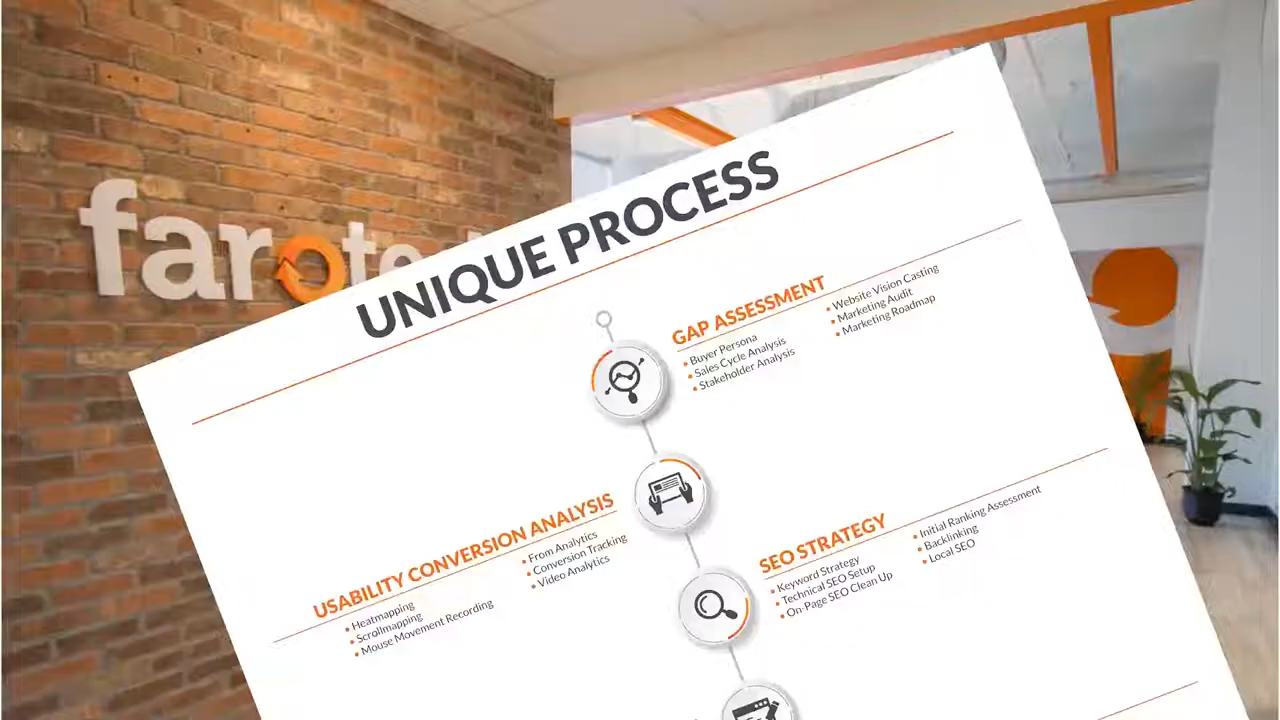 farote
UNIQUE PROCESS
GAP ASSESSMENT
• Buyer Persona
• Sales Cycle Analysis
• Stakeholder Analysis
• Website Vision Casting
• Marketing Audit
• Marketing Roadmap
USABILITY CONVERSION ANALYSIS
• Heatmapping
• Scrollmapping
• Mouse Movement Recording
• From Analytics
• Conversion Tracking
• Video Analytics
SEO STRATEGY
• Keyword Strategy
• Technical SEO Setup
• On-Page SEO Clean Up
• Initial Ranking Assessment
• Backlinking
• Local SEO